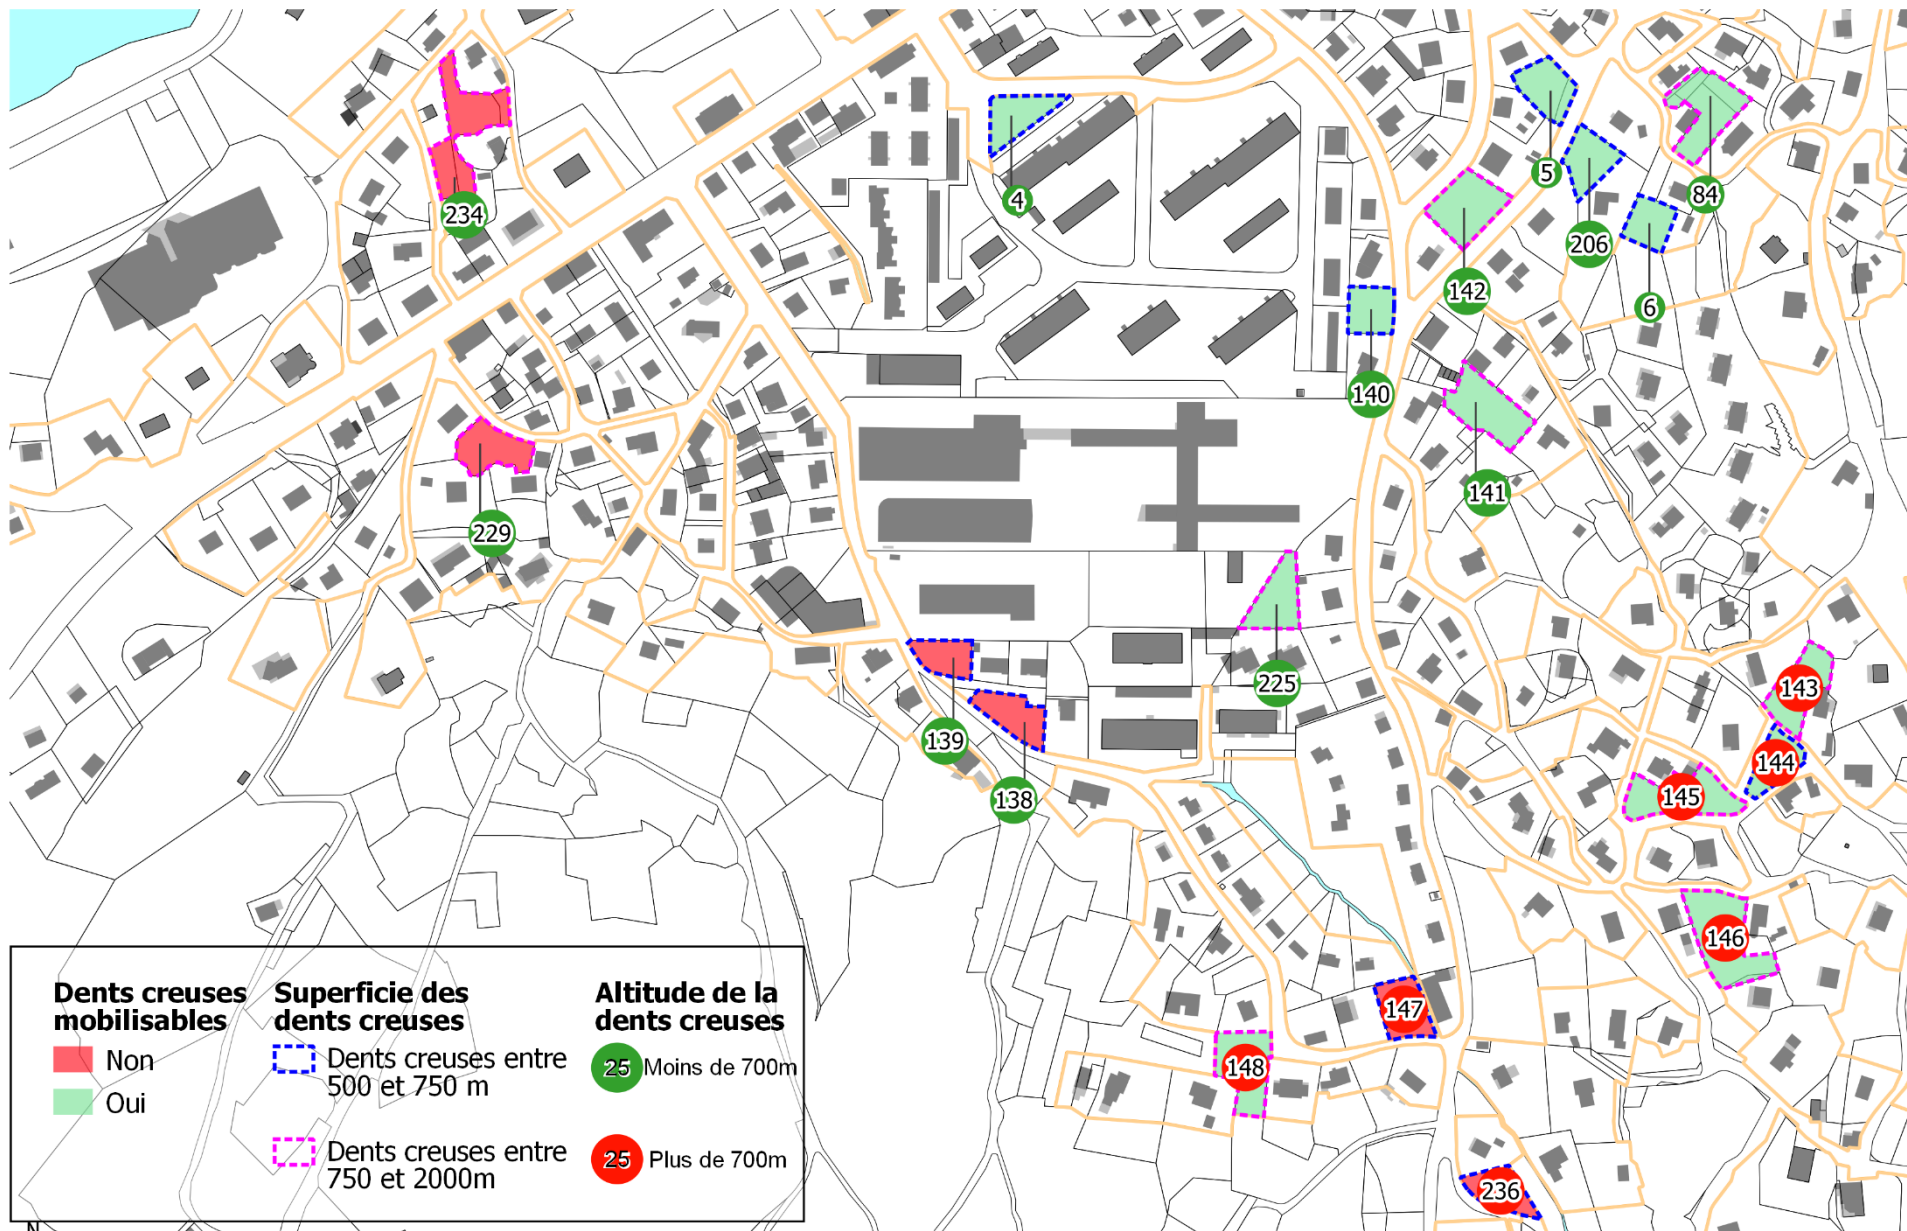 234
4
5
84
206
6
142
140
141
229
225
143
144
145
139
138
146
147
148
236
Dents creuses
mobilisables
Non
Oui
Superficie des
dents creuses
Dents creuses entre
500 et 750 m
Dents creuses entre
750 et 2000m
Altitude de la
dents creuses
25 Moins de 700m
25 Plus de 700m
N